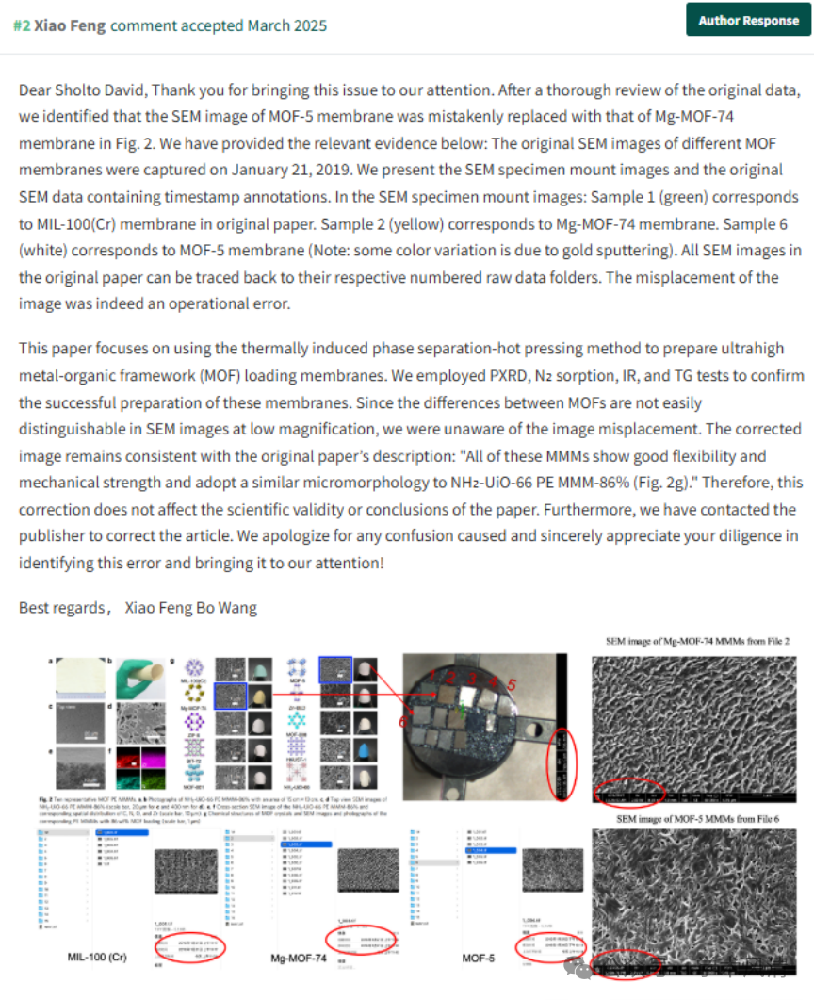 #2 Xiao Feng comment accepted March 2025
Author Response
Dear Sholto David, Thank you for bringing this issue to our attention. After a thorough review of the original data,
we identified that the SEM image of MOF-5 membrane was mistakenly replaced with that of Mg-MOF-74
membrane in Fig. 2. We have provided the relevant evidence below: The original SEM images of different MOF
membranes were captured on January 21, 2019. We present the SEM specimen mount images and the original
SEM data containing timestamp annotations. In the SEM specimen mount images: Sample 1 (green) corresponds
to MIL-100(Cr) membrane in original paper. Sample 2 (yellow) corresponds to Mg-MOF-74 membrane. Sample 6
(white) corresponds to MOF-5 membrane (Note: some color variation is due to gold sputtering). All SEM images in
the original paper can be traced back to their respective numbered raw data folders. The misplacement of the
image was indeed an operational error.
This paper focuses on using the thermally induced phase separation-hot pressing method to prepare ultrahigh
metal-organic framework (MOF) loading membranes. We employed PXRD, N2 sorption, IR, and TG tests to confirm
the successful preparation of these membranes. Since the differences between MOFs are not easily
distinguishable in SEM images at low magnification, we were unaware of the image misplacement. The corrected
image remains consistent with the original paper’s description: "All of these MMMs show good flexibility and
mechanical strength and adopt a similar micromorphology to NH2-UiO-66 PE MMM-86% (Fig. 2g)." Therefore, this
correction does not affect the scientific validity or conclusions of the paper. Furthermore, we have contacted the
publisher to correct the article. We apologize for any confusion caused and sincerely appreciate your diligence in
identifying this error and bringing it to our attention!
Best regards， Xiao Feng Bo Wang
SEM image of Mg-MOF-74 MMMs from File 2
a b g
c d
e f
MIL-100(Cr) MOF-5
Mg-MOF-74
1 2 3 4 5
6
Fig. 2 Ten representative MOF PE MMMs. a, b Photographs of NH2-UiO-66 PE MMM-86% with an area of
SEM image of MOF-5 MMMs from File 6
MIL-100 (Cr)
Mg-MOF-74
MOF-5